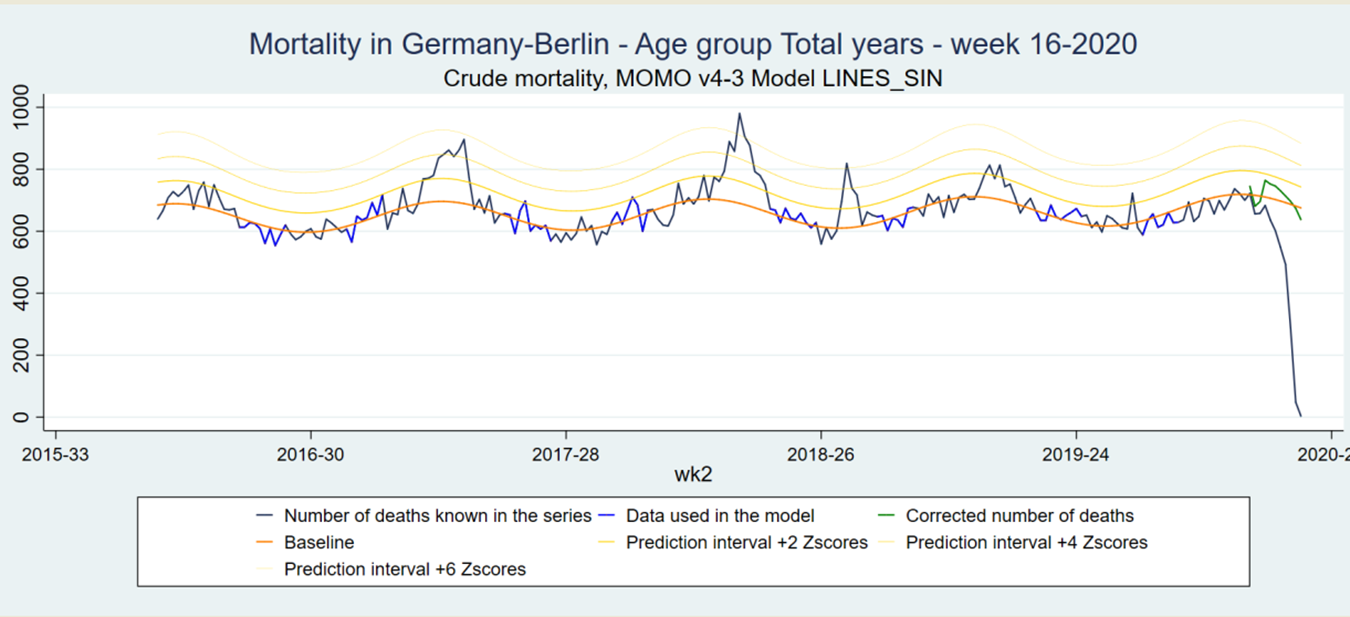 Mortality in Germany-Berlin - Age group Total years - week 16-2020
Crude mortality, MOMO v4-3 Model LINES_SIN
1000
800
600
400
200
0
2015-33 2016-30 2017-28 2018-26 2019-24 2020-2
wk2
Number of deaths known in the series Data used in the model Corrected number of deaths
Baseline Prediction interval +2 Zscores Prediction interval +4 Zscores
Prediction interval +6 Zscores